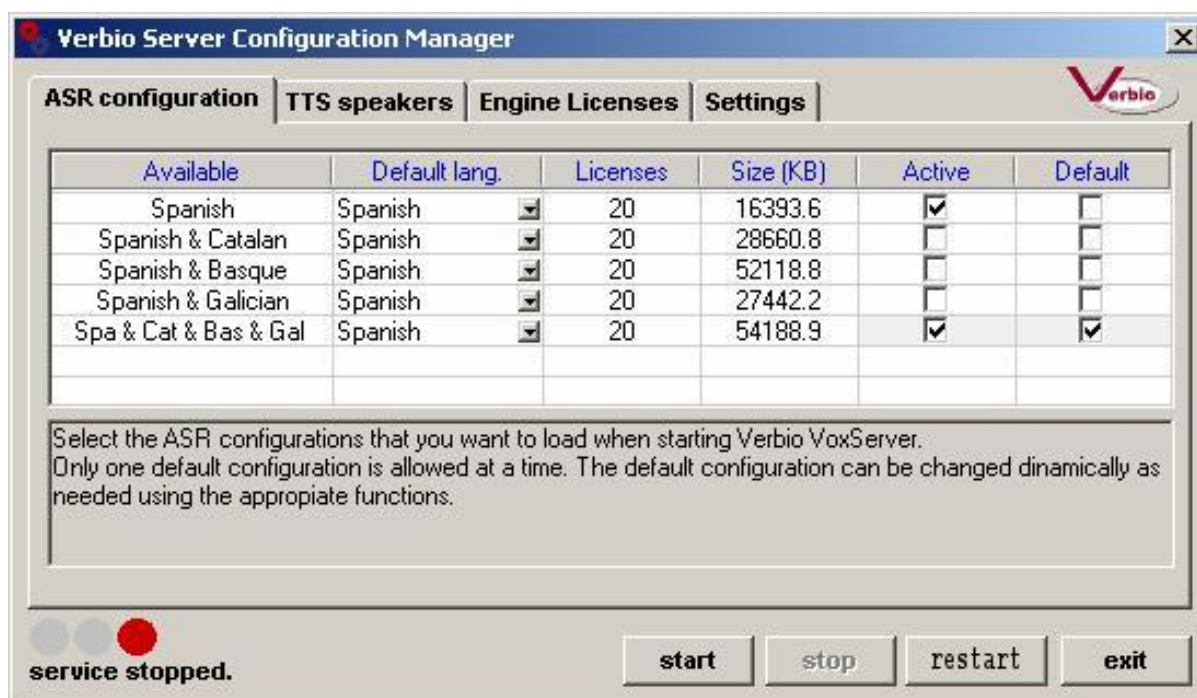 Verbio Server Configuration Manager
ASR configuration TTS speakers Engine Licenses Settings Verbio
Available Default lang. Licenses Size (KB) Active Default
Spanish Spanish 20 16393.6
Spanish & Catalan Spanish 20 28660.8
Spanish & Basque Spanish 20 52118.8
Spanish & Galician Spanish 20 27442.2
Spa & Cat & Bas & Gal Spanish 20 54188.9
Select the ASR configurations that you want to load when starting Verbio VoxServer.
Only one default configuration is allowed at a time. The default configuration can be changed dinamically as
needed using the appropiate functions.
service stopped. start stop restart exit